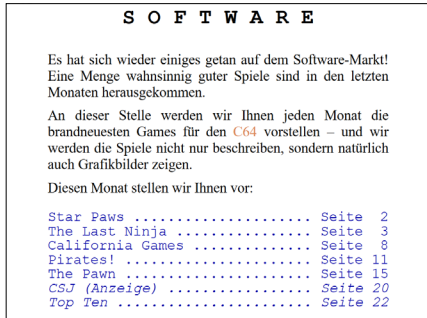 S O F T W A R E
Es hat sich wieder einiges getan auf dem Software-Markt!
Eine Menge wahnsinnig guter Spiele sind in den letzten
Monaten herausgekommen.
An dieser Stelle werden wir Ihnen jeden Monat die
brandneuesten Games für den C64 vorstellen – und wir
werden die Spiele nicht nur beschreiben, sondern natürlich
auch Grafikbilder zeigen.
Diesen Monat stellen wir Ihnen vor:
Star Paws ..................... Seite 2
The Last Ninja ................ Seite 3
California Games .............. Seite 8
Pirates! ...................... Seite 11
The Pawn ...................... Seite 15
CSJ (Anzeige) ................. Seite 20
Top Ten ....................... Seite 22